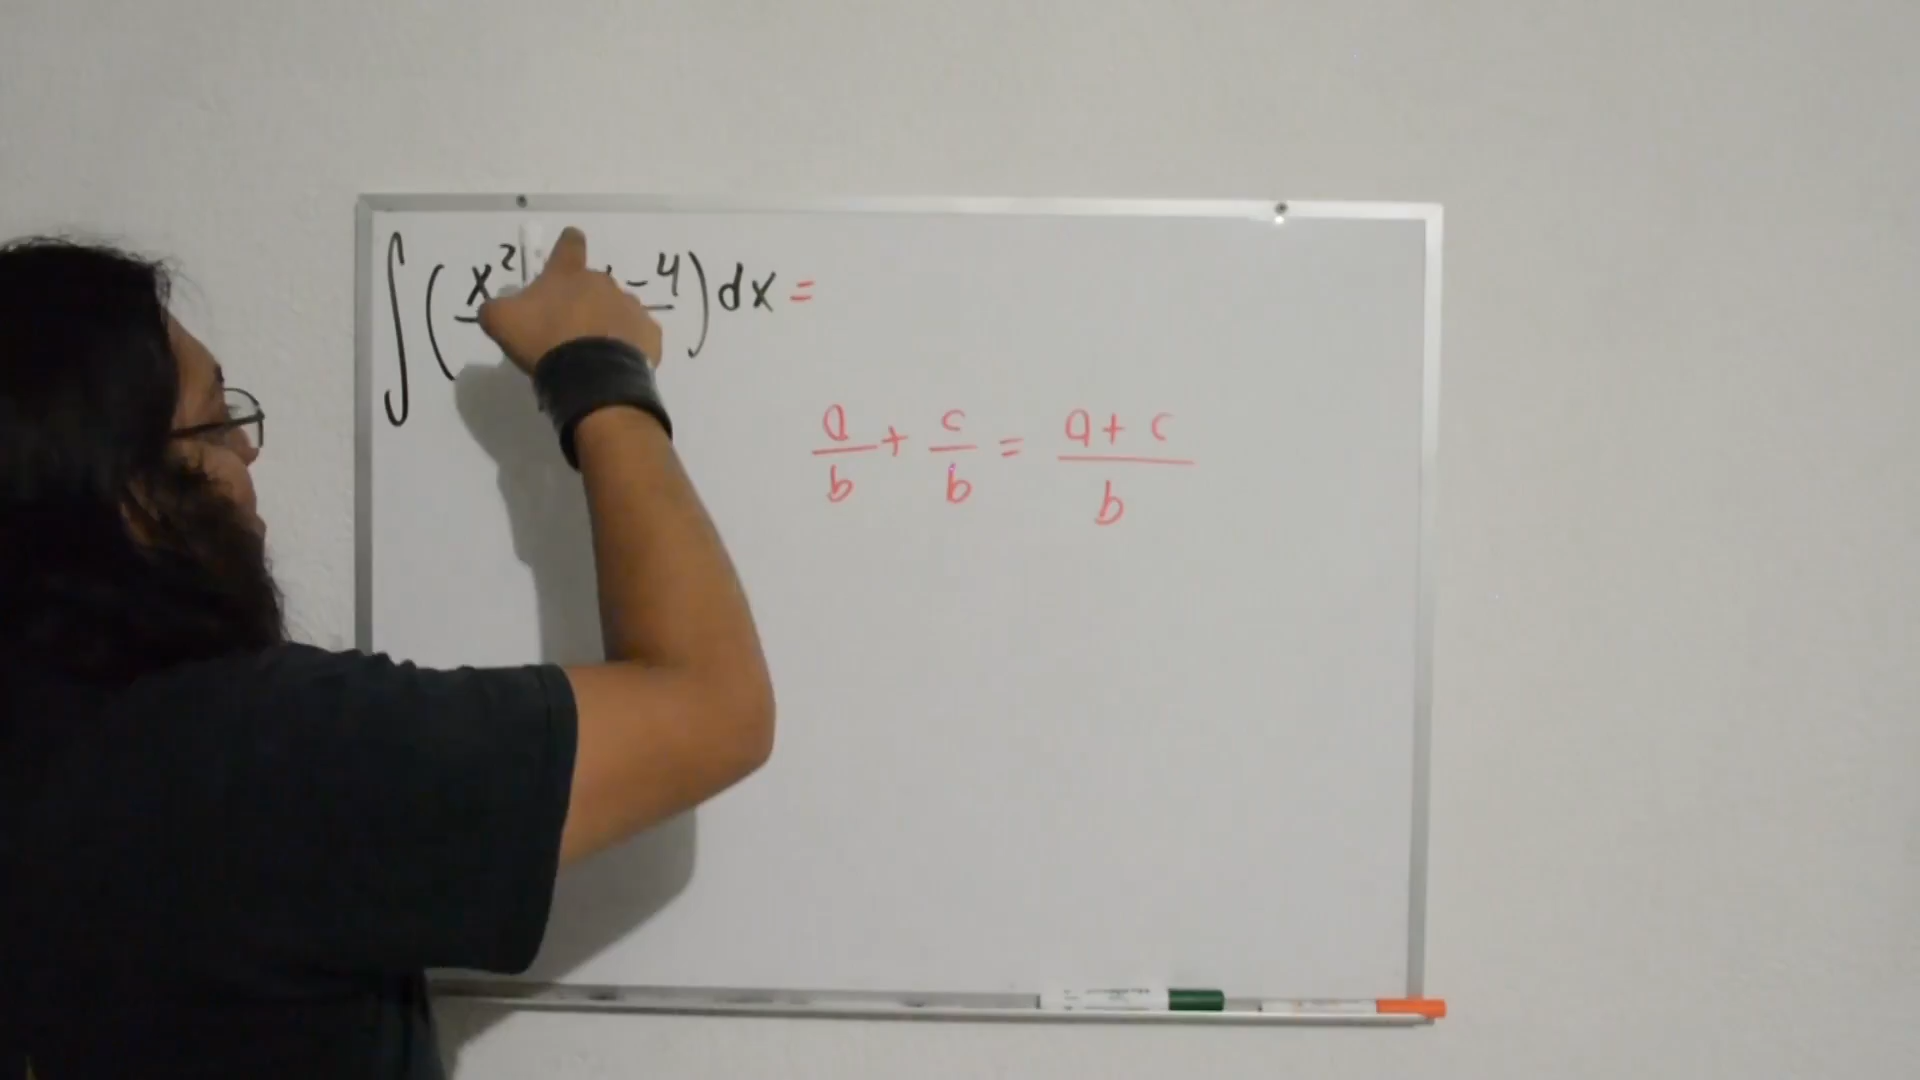 ∫ ( x² - 4 ) dx =
a/b + c/b = a + c/b